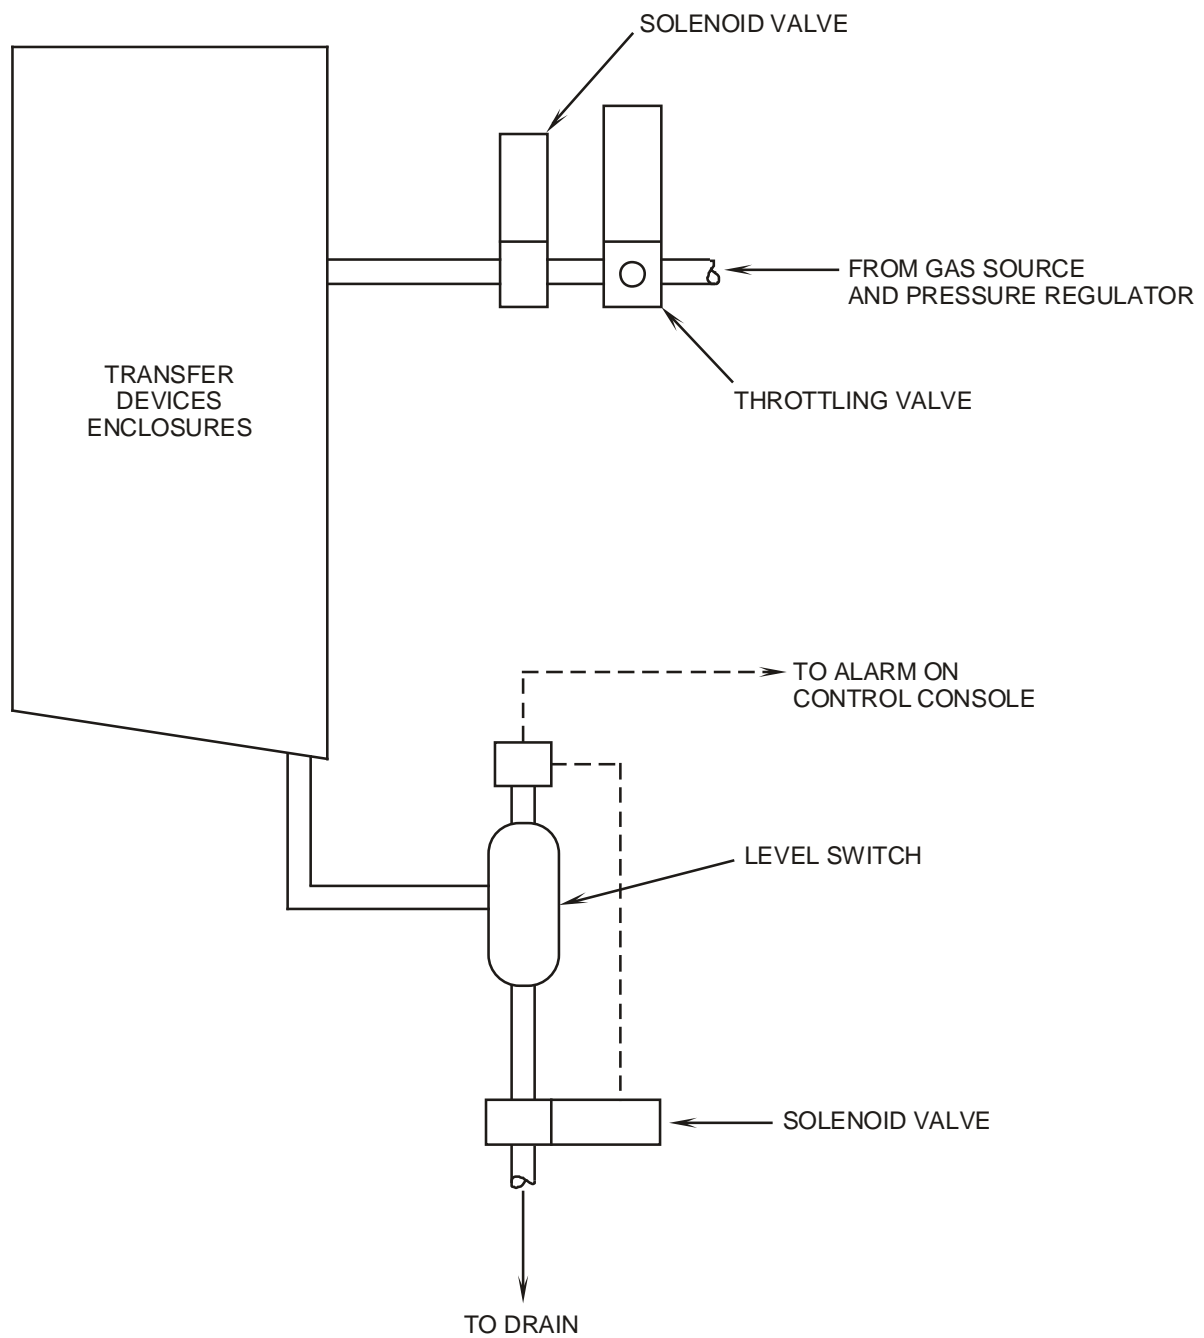 SOLENOID VALVE
FROM GAS SOURCE
AND PRESSURE REGULATOR
TRANSFER
DEVICES
ENCLOSURES
THROTTLING VALVE
TO ALARM ON
CONTROL CONSOLE
LEVEL SWITCH
SOLENOID VALVE
TO DRAIN